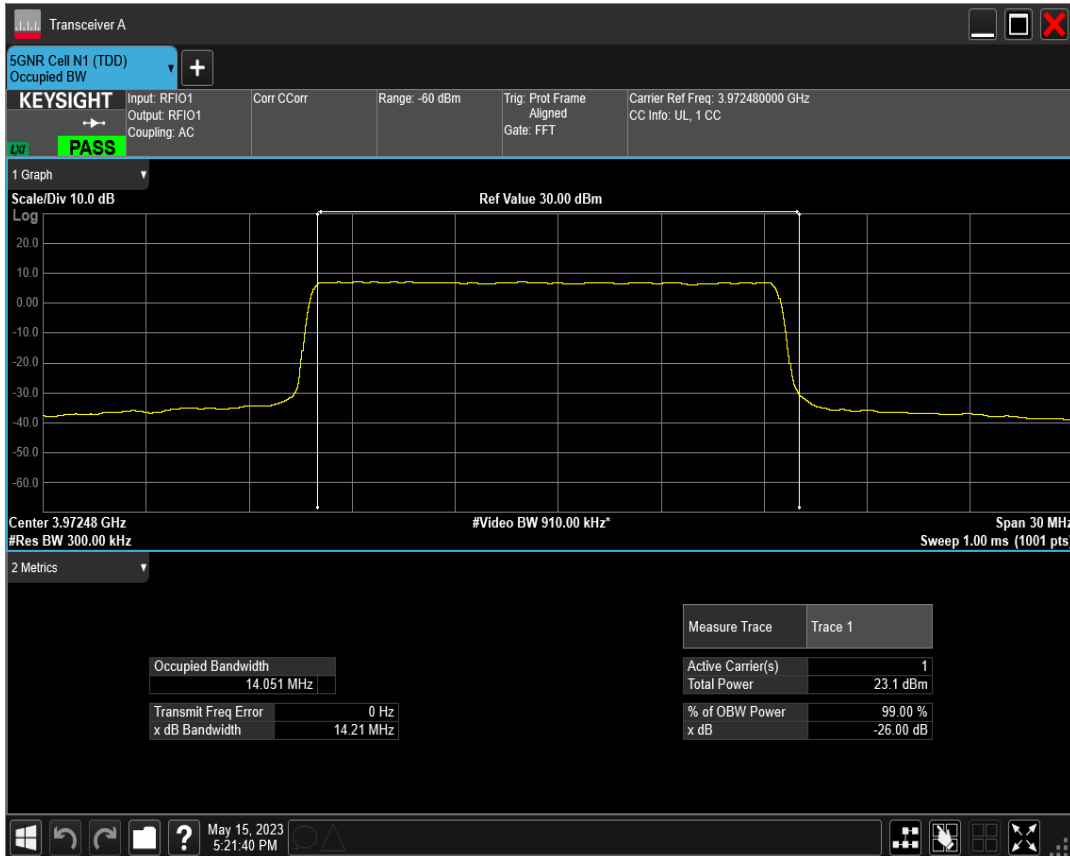 Transceiver A
5GNR Cell N1 (TDD)
Occupied BW
+
KEYSIGHT
LXI
PASS
Input: RFIO1
Output: RFIO1
Coupling: AC
Corr CCorr
Range: -60 dBm
Trig: Prot Frame
Aligned
Gate: FFT
Carrier Ref Freq: 3.972480000 GHz
CC Info: UL, 1 CC
1 Graph
Scale/Div 10.0 dB
Ref Value 30.00 dBm
Log
20.0
10.0
0.00
-10.0
-20.0
-30.0
-40.0
-50.0
-60.0
Center 3.97248 GHz
#Video BW 910.00 kHz*
Span 30 MHz
#Res BW 300.00 kHz
Sweep 1.00 ms (1001 pts)
2 Metrics
Measure Trace Trace 1
Occupied Bandwidth
14.051 MHz
Transmit Freq Error 0 Hz
x dB Bandwidth 14.21 MHz
Active Carrier(s) 1
Total Power 23.1 dBm
% of OBW Power 99.00 %
x dB -26.00 dB
?
May 15, 2023
5:21:40 PM